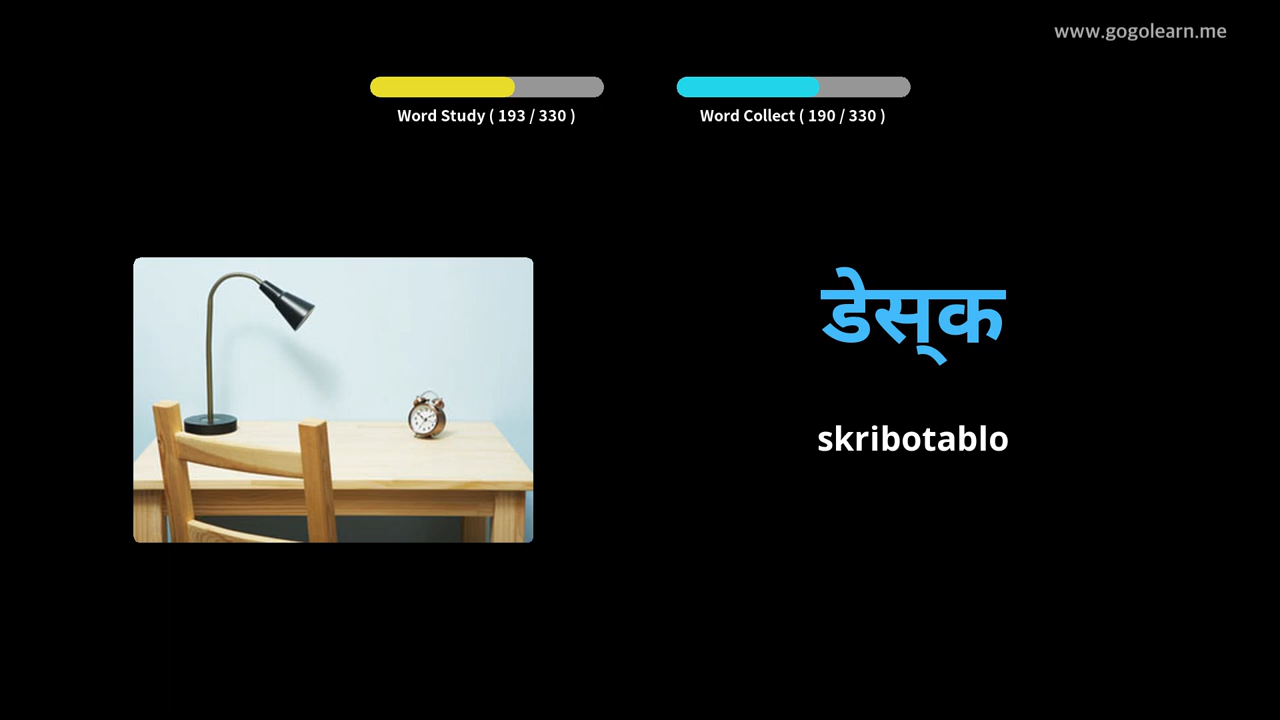 www.gogolearn.me
Word Study ( 193 / 330 )
Word Collect ( 190 / 330 )
डेस्‌क
skribotablo